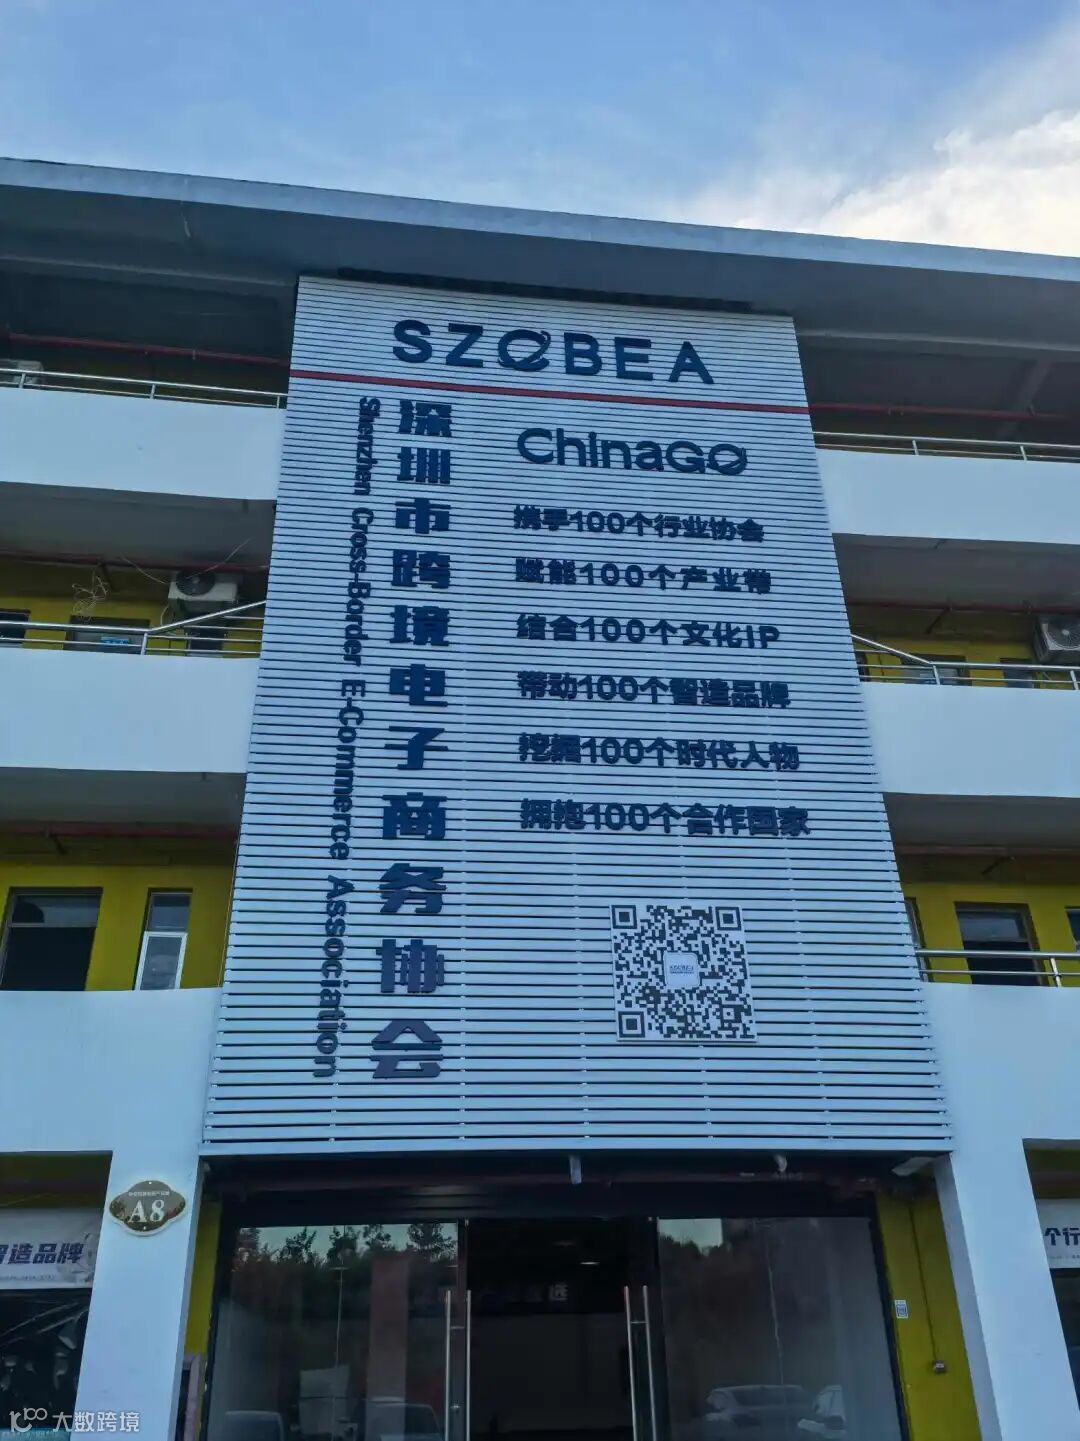 SZCBEA
深圳市跨境电子商务协会
Shenzhen Cross-Border E-Commerce Association
ChinaGO
携手100个行业协会
赋能100个产业带
结合100个文化IP
带动100个智造品牌
挖掘100个时代人物
拥抱100个合作国家
A8
智造品牌
个行
大数跨境